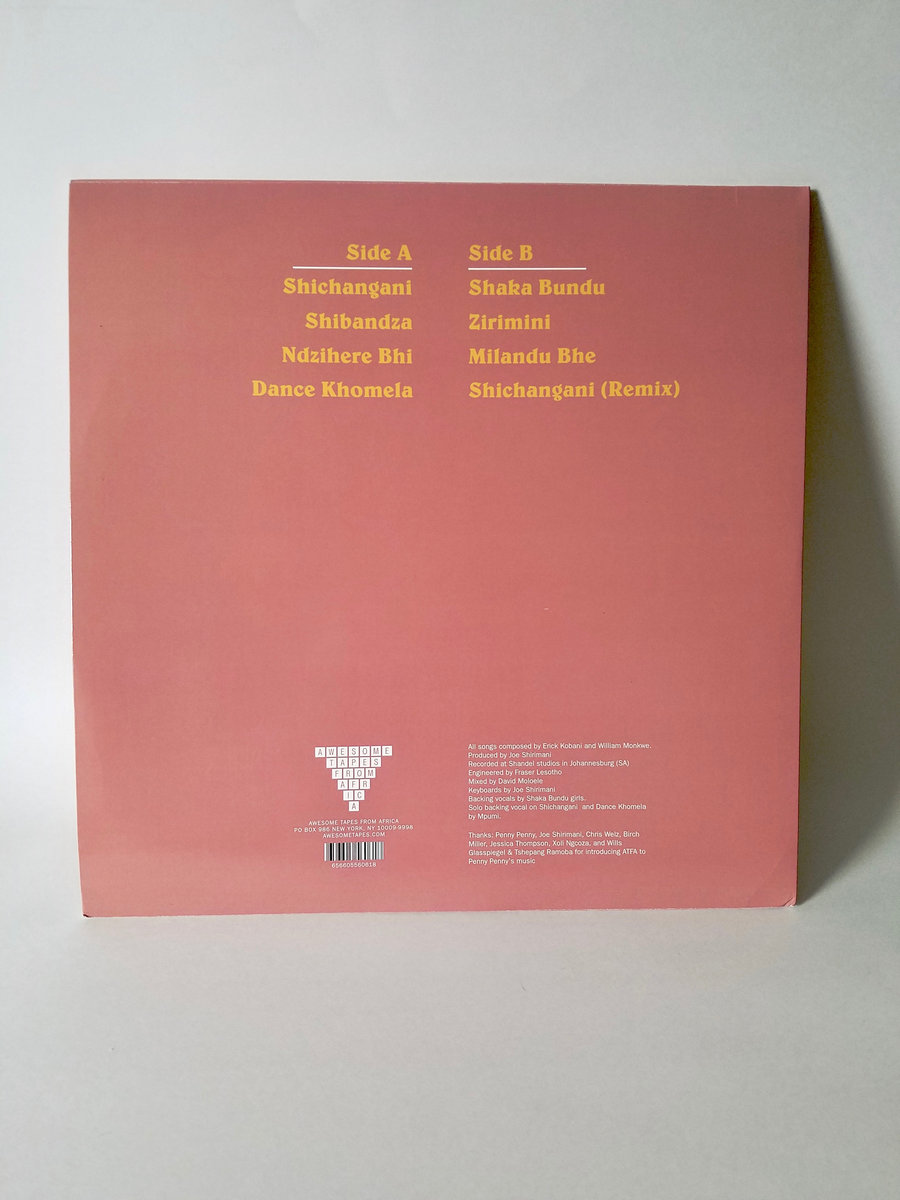 Side A
Shichangani
Shibandza
Ndzihere Bhi
Dance Khomela
Side B
Shaka Bundu
Zirimini
Milandu Bhe
Shichangani (Remix)
AWESOME
TAPES
FROM
AFR
IC
A
AWESOME TAPES FROM AFRICA
PO BOX 986 NEW YORK, NY 10009-9998
AWESOMETAPES.COM
656605560618
All songs composed by Erick Kobani and William Monkwe.
Produced by Joe Shirimani
Recorded at Shandel studios in Johannesburg (SA)
Engineered by Fraser Lesotho
Mixed by David Moloele
Keyboards by Joe Shirimani
Backing vocals by Shaka Bundu girls.
Solo backing vocal on Shichangani and Dance Khomela
by Mpumi.
Thanks: Penny Penny, Joe Shirimani, Chris Welz, Birch
Miller, Jessica Thompson, Xoli Ngcoza, and Wills
Glasspiegel & Tshepang Ramoba for introducing ATFA to
Penny Penny's music